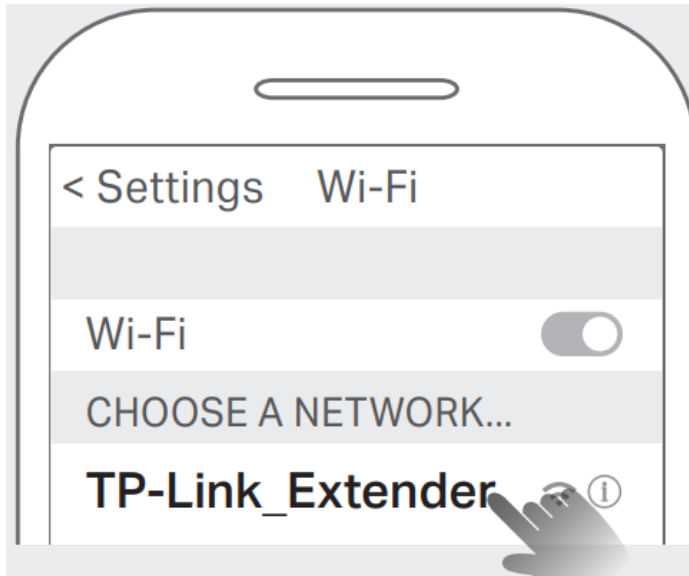 < Settings Wi-Fi
Wi-Fi
CHOOSE A NETWORK...
TP-Link_Extender